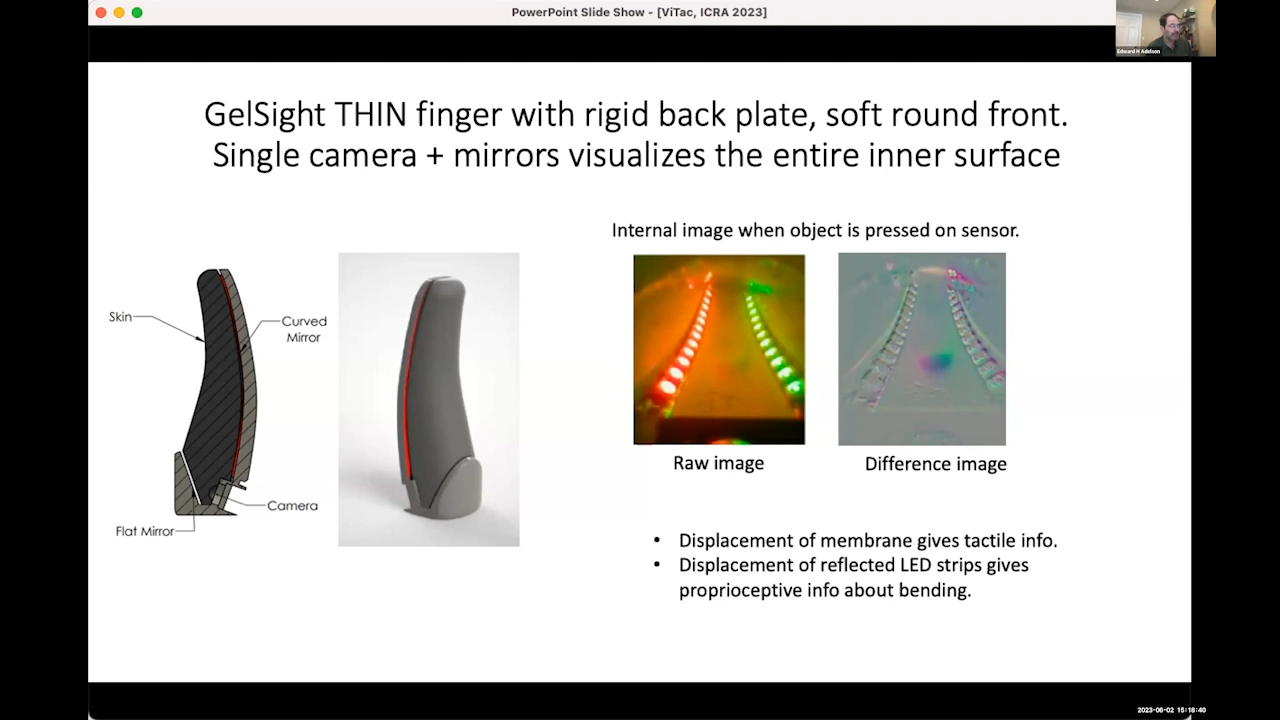 PowerPoint Slide Show - [ViTac, ICRA 2023]
Edward H Adelson
GelSight THIN finger with rigid back plate, soft round front.
Single camera + mirrors visualizes the entire inner surface
Internal image when object is pressed on sensor.
Skin
Curved
Mirror
Camera
Flat Mirror
Raw image
Difference image
• Displacement of membrane gives tactile info.
• Displacement of reflected LED strips gives
proprioceptive info about bending.
2023-06-02 15:18:40